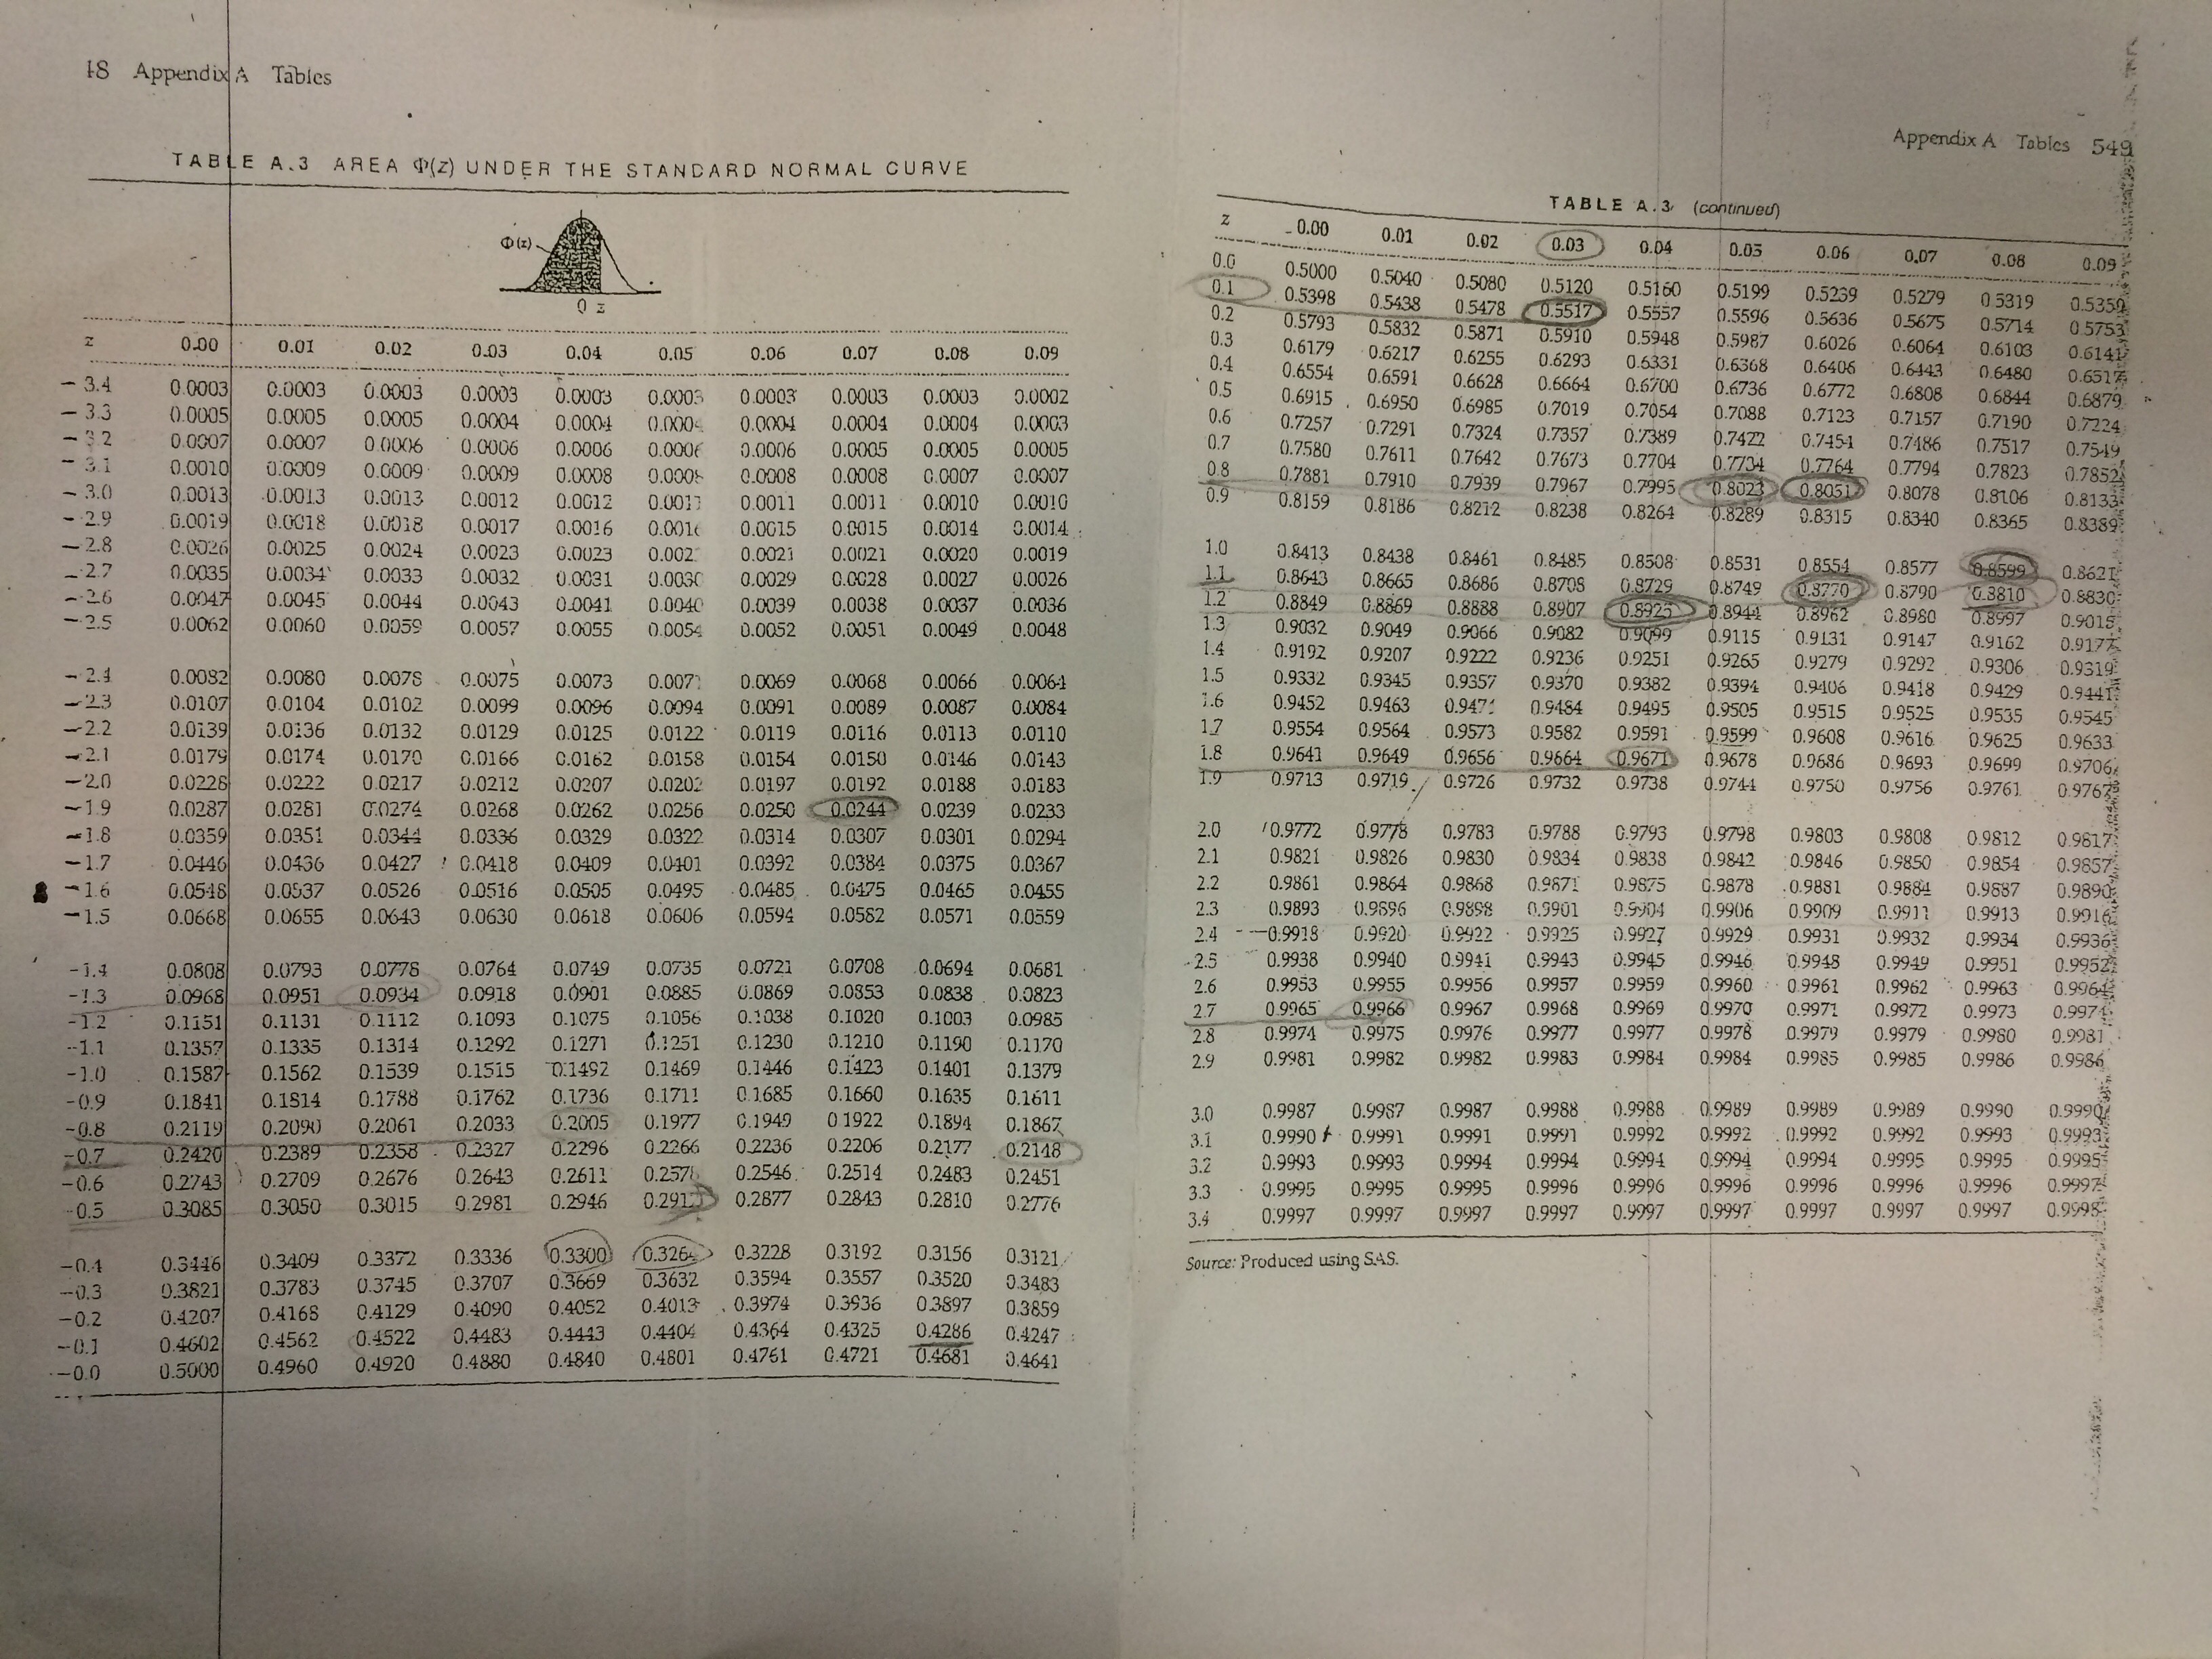 18 Appendix A Tables
TABLE A.3 AREA Φ(z) UNDER THE STANDARD NORMAL CURVE
Φ(z)
0 z
z 0.00 0.01 0.02 0.03 0.04 0.05 0.06 0.07 0.08 0.09
-3.4 0.0003 0.0003 0.0003 0.0003 0.0003 0.0003 0.0003 0.0003 0.0003 0.0002
-3.3 0.0005 0.0005 0.0005 0.0004 0.0004 0.0004 0.0004 0.0004 0.0003
-3.2 0.0007 0.0007 0.0006 0.0006 0.0006 0.0006 0.0006 0.0005 0.0005 0.0005
-3.1 0.0010 0.0009 0.0009 0.0009 0.0008 0.0008 0.0008 0.0008 0.0007 0.0007
-3.0 0.0013 0.0013 0.0013 0.0012 0.0012 0.0011 0.0011 0.0011 0.0010 0.0010
-2.9 0.0019 0.0018 0.0018 0.0017 0.0016 0.0016 0.0015 0.0015 0.0014 0.0014
-2.8 0.0026 0.0025 0.0024 0.0023 0.0023 0.0021 0.0021 0.0020 0.0019
-2.7 0.0035 0.0034 0.0033 0.0032 0.0031 0.0030 0.0029 0.0028 0.0027 0.0026
-2.6 0.0047 0.0045 0.0044 0.0043 0.0041 0.0040 0.0039 0.0038 0.0037 0.0036
-2.5 0.0062 0.0060 0.0059 0.0057 0.0055 0.0054 0.0052 0.0051 0.0049 0.0048
-2.4 0.0082 0.0080 0.0078 0.0075 0.0073 0.0071 0.0069 0.0068 0.0066 0.0064
-2.3 0.0107 0.0104 0.0102 0.0099 0.0096 0.0094 0.0091 0.0089 0.0087 0.0084
-2.2 0.0139 0.0136 0.0132 0.0129 0.0125 0.0122 0.0119 0.0116 0.0113 0.0110
-2.1 0.0179 0.0174 0.0170 0.0166 0.0162 0.0158 0.0154 0.0150 0.0146 0.0143
-2.0 0.0228 0.0222 0.0217 0.0212 0.0207 0.0202 0.0197 0.0192 0.0188 0.0183
-1.9 0.0287 0.0281 0.0274 0.0268 0.0262 0.0256 0.0250 0.0244 0.0239 0.0233
-1.8 0.0359 0.0351 0.0344 0.0336 0.0329 0.0322 0.0314 0.0307 0.0301 0.0294
-1.7 0.0446 0.0436 0.0427 0.0418 0.0409 0.0401 0.0392 0.0384 0.0375 0.0367
-1.6 0.0548 0.0537 0.0526 0.0516 0.0505 0.0495 0.0485 0.0475 0.0465 0.0455
-1.5 0.0668 0.0655 0.0643 0.0630 0.0618 0.0606 0.0594 0.0582 0.0571 0.0559
-1.4 0.0808 0.0793 0.0778 0.0764 0.0749 0.0735 0.0721 0.0708 0.0694 0.0681
-1.3 0.0968 0.0951 0.0934 0.0918 0.0901 0.0885 0.0869 0.0853 0.0838 0.0823
-1.2 0.1151 0.1131 0.1112 0.1093 0.1075 0.1056 0.1038 0.1020 0.1003 0.0985
-1.1 0.1357 0.1335 0.1314 0.1292 0.1271 0.1251 0.1230 0.1210 0.1190 0.1170
-1.0 0.1587 0.1562 0.1539 0.1515 0.1492 0.1469 0.1446 0.1423 0.1401 0.1379
-0.9 0.1841 0.1814 0.1788 0.1762 0.1736 0.1711 0.1685 0.1660 0.1635 0.1611
-0.8 0.2119 0.2090 0.2061 0.2033 0.2005 0.1977 0.1949 0.1922 0.1894 0.1867
-0.7 0.2420 0.2389 0.2358 0.2327 0.2296 0.2266 0.2236 0.2206 0.2177 0.2148
-0.6 0.2743 0.2709 0.2676 0.2643 0.2611 0.2578 0.2546 0.2514 0.2483 0.2451
-0.5 0.3085 0.3050 0.3015 0.2981 0.2946 0.2912 0.2877 0.2843 0.2810 0.2776
-0.4 0.3446 0.3409 0.3372 0.3336 0.3300 0.3264 0.3228 0.3192 0.3156 0.3121
-0.3 0.3821 0.3783 0.3745 0.3707 0.3669 0.3632 0.3594 0.3557 0.3520 0.3483
-0.2 0.4207 0.4168 0.4129 0.4090 0.4052 0.4013 0.3974 0.3936 0.3897 0.3859
-0.1 0.4602 0.4562 0.4522 0.4483 0.4443 0.4404 0.4364 0.4325 0.4286 0.4247
-0.0 0.5000 0.4960 0.4920 0.4880 0.4840 0.4801 0.4761 0.4721 0.4681 0.4641
Appendix A Tables 549
TABLE A.3 (continued)
z 0.00 0.01 0.02 0.03 0.04 0.05 0.06 0.07 0.08 0.09
0.0 0.5000 0.5040 0.5080 0.5120 0.5160 0.5199 0.5239 0.5279 0.5319 0.5359
0.1 0.5398 0.5438 0.5478 0.5517 0.5557 0.5596 0.5636 0.5675 0.5714 0.5753
0.2 0.5793 0.5832 0.5871 0.5910 0.5948 0.5987 0.6026 0.6064 0.6103 0.6141
0.3 0.6179 0.6217 0.6255 0.6293 0.6331 0.6368 0.6406 0.6443 0.6480 0.6517
0.4 0.6554 0.6591 0.6628 0.6664 0.6700 0.6736 0.6772 0.6808 0.6844 0.6879
0.5 0.6915 0.6950 0.6985 0.7019 0.7054 0.7088 0.7123 0.7157 0.7190 0.7224
0.6 0.7257 0.7291 0.7324 0.7357 0.7389 0.7422 0.7454 0.7486 0.7517 0.7549
0.7 0.7580 0.7611 0.7642 0.7673 0.7704 0.7734 0.7764 0.7794 0.7823 0.7852
0.8 0.7881 0.7910 0.7939 0.7967 0.7995 0.8023 0.8051 0.8078 0.8106 0.8133
0.9 0.8159 0.8186 0.8212 0.8238 0.8264 0.8289 0.8315 0.8340 0.8365 0.8389
1.0 0.8413 0.8438 0.8461 0.8485 0.8508 0.8531 0.8554 0.8577 0.8599 0.8621
1.1 0.8643 0.8665 0.8686 0.8708 0.8729 0.8749 0.8770 0.8790 0.8810 0.8830
1.2 0.8849 0.8869 0.8888 0.8907 0.8925 0.8944 0.8962 0.8980 0.8997 0.9015
1.3 0.9032 0.9049 0.9066 0.9082 0.9099 0.9115 0.9131 0.9147 0.9162 0.9177
1.4 0.9192 0.9207 0.9222 0.9236 0.9251 0.9265 0.9279 0.9292 0.9306 0.9319
1.5 0.9332 0.9345 0.9357 0.9370 0.9382 0.9394 0.9406 0.9418 0.9429 0.9441
1.6 0.9452 0.9463 0.9474 0.9484 0.9495 0.9505 0.9515 0.9525 0.9535 0.9545
1.7 0.9554 0.9564 0.9573 0.9582 0.9591 0.9599 0.9608 0.9616 0.9625 0.9633
1.8 0.9641 0.9649 0.9656 0.9664 0.9671 0.9678 0.9686 0.9693 0.9699 0.9706
1.9 0.9713 0.9719 0.9726 0.9732 0.9738 0.9744 0.9750 0.9756 0.9761 0.9767
2.0 0.9772 0.9778 0.9783 0.9788 0.9793 0.9798 0.9803 0.9808 0.9812 0.9817
2.1 0.9821 0.9826 0.9830 0.9834 0.9838 0.9842 0.9846 0.9850 0.9854 0.9857
2.2 0.9861 0.9864 0.9868 0.9871 0.9875 0.9878 0.9881 0.9884 0.9887 0.9890
2.3 0.9893 0.9896 0.9898 0.9901 0.9904 0.9906 0.9909 0.9911 0.9913 0.9916
2.4 0.9918 0.9920 0.9922 0.9925 0.9927 0.9929 0.9931 0.9932 0.9934 0.9936
2.5 0.9938 0.9940 0.9941 0.9943 0.9945 0.9946 0.9948 0.9949 0.9951 0.9952
2.6 0.9953 0.9955 0.9956 0.9957 0.9959 0.9960 0.9961 0.9962 0.9963 0.9964
2.7 0.9965 0.9966 0.9967 0.9968 0.9969 0.9970 0.9971 0.9972 0.9973 0.9974
2.8 0.9974 0.9975 0.9976 0.9977 0.9977 0.9978 0.9979 0.9979 0.9980 0.9981
2.9 0.9981 0.9982 0.9982 0.9983 0.9984 0.9984 0.9985 0.9985 0.9986 0.9986
3.0 0.9987 0.9987 0.9987 0.9988 0.9988 0.9989 0.9989 0.9989 0.9990 0.9990
3.1 0.9990 0.9991 0.9991 0.9991 0.9992 0.9992 0.9992 0.9992 0.9993 0.9993
3.2 0.9993 0.9993 0.9994 0.9994 0.9994 0.9994 0.9994 0.9995 0.9995 0.9995
3.3 0.9995 0.9995 0.9995 0.9996 0.9996 0.9996 0.9996 0.9996 0.9996 0.9997
3.4 0.9997 0.9997 0.9997 0.9997 0.9997 0.9997 0.9997 0.9997 0.9997 0.9998
Source: Produced using SAS.